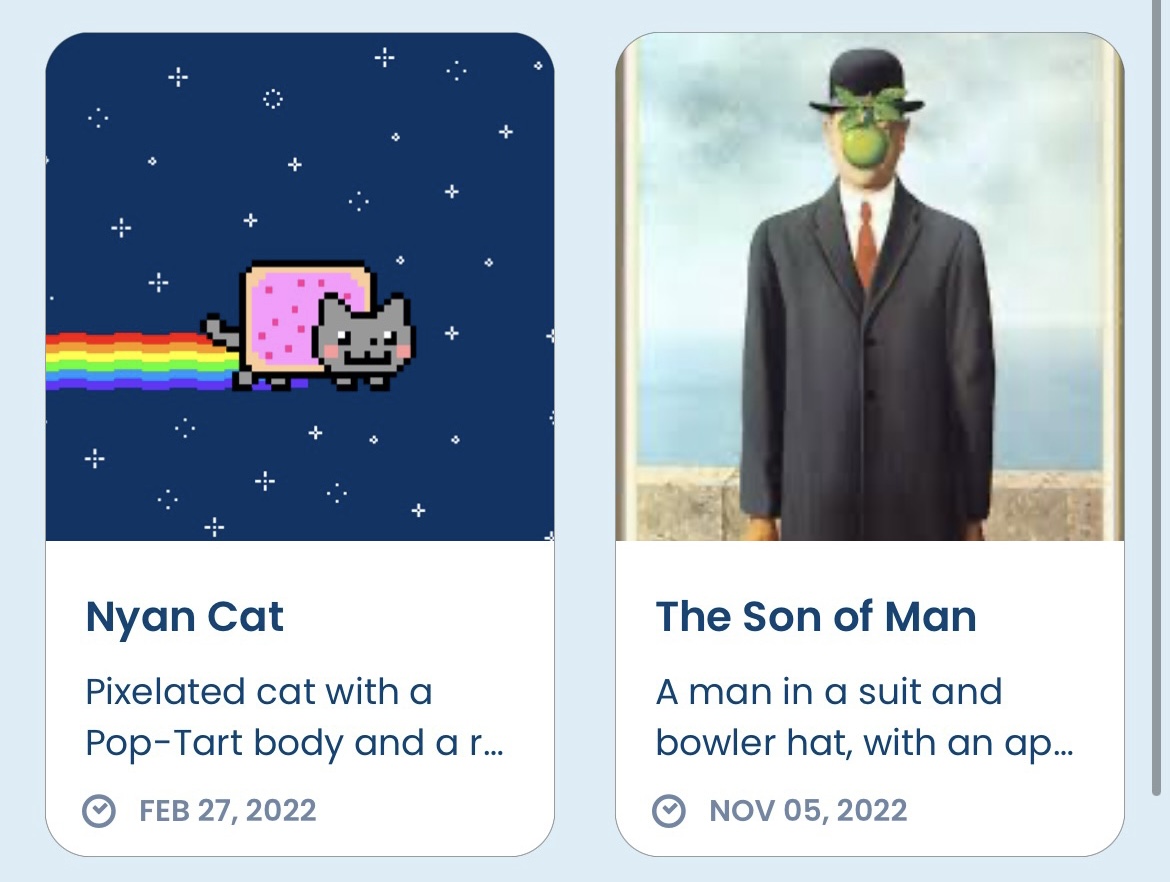 Nyan Cat
Pixelated cat with a
Pop-Tart body and a r...
FEB 27, 2022
The Son of Man
A man in a suit and
bowler hat, with an ap...
NOV 05, 2022